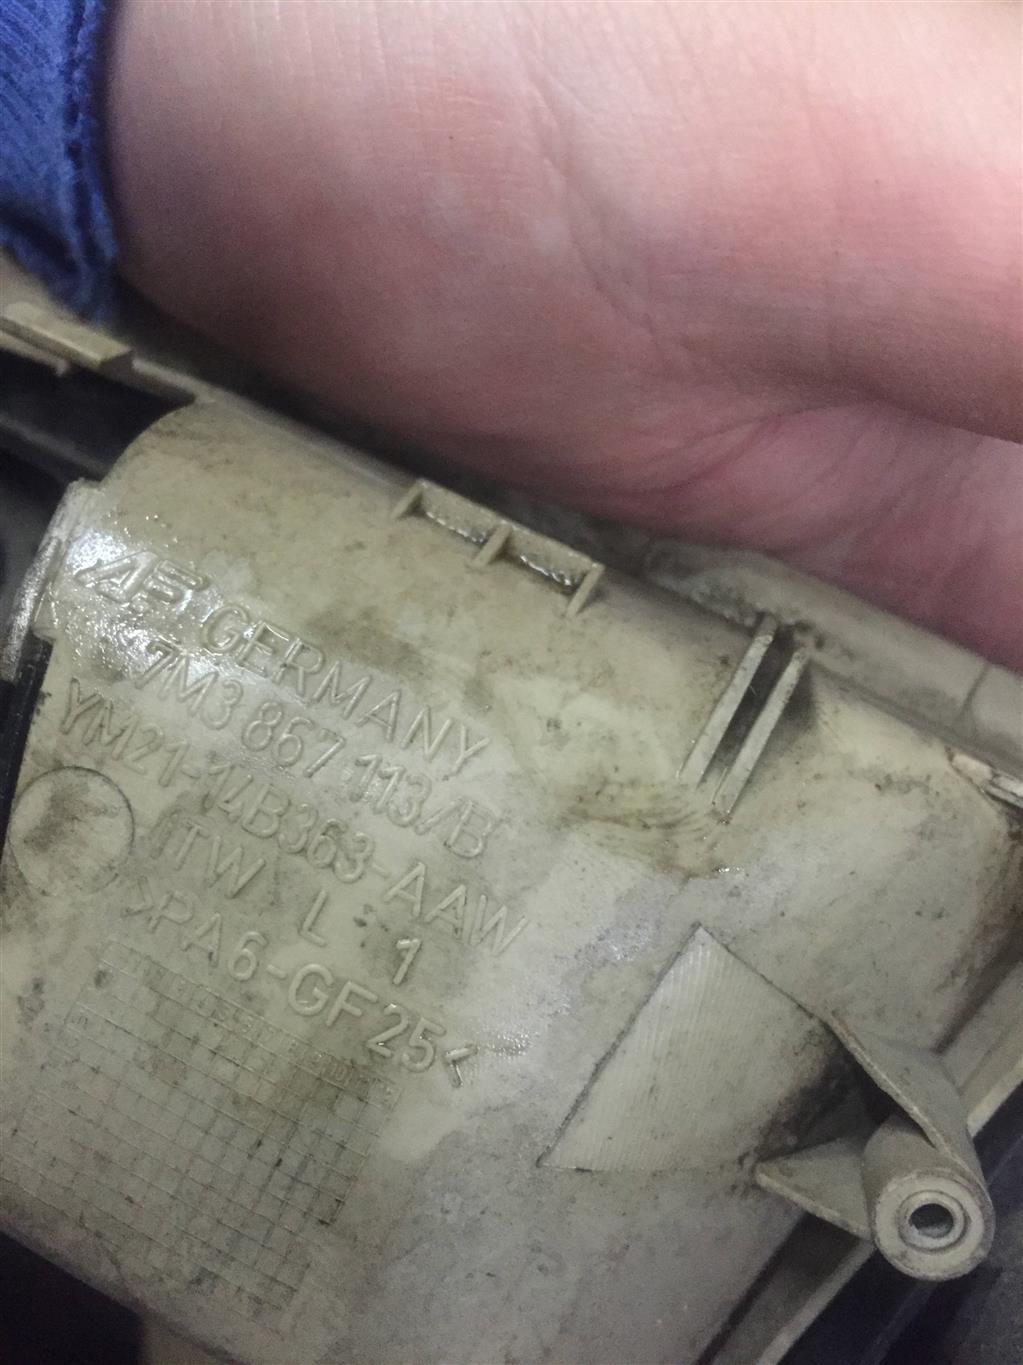 GERMANY
7M3 867 113./B
YM21-14B363-AAW
ITW L 1
>PA6-GF25<